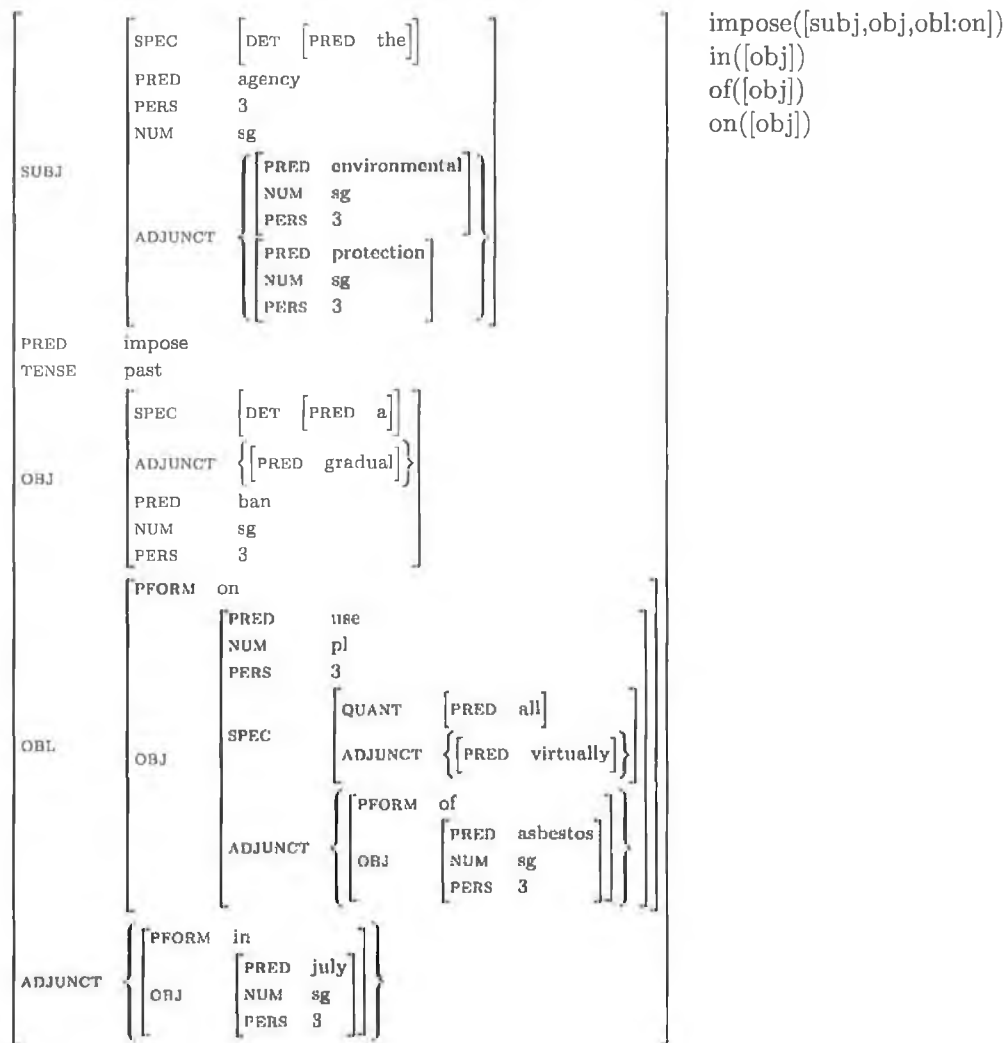 SPEC DET PRED the
PRED agency
PERS 3
NUM sg
SUBJ
PRED environmental
NUM sg
PERS 3
ADJUNCT
PRED protection
NUM sg
PERS 3
PRED impose
TENSE past
SPEC DET PRED a
ADJUNCT PRED gradual
OBJ
PRED ban
NUM sg
PERS 3
PFORM on
PRED use
NUM pl
PERS 3
QUANT PRED all
SPEC
ADJUNCT PRED virtually
OBL
OBJ
PFORM of
PRED asbestos
ADJUNCT
OBJ NUM sg
PERS 3
PFORM in
PRED july
ADJUNCT
OBJ NUM sg
PERS 3
impose([subj,obj,obl:on])
in([obj])
of([obj])
on([obj])